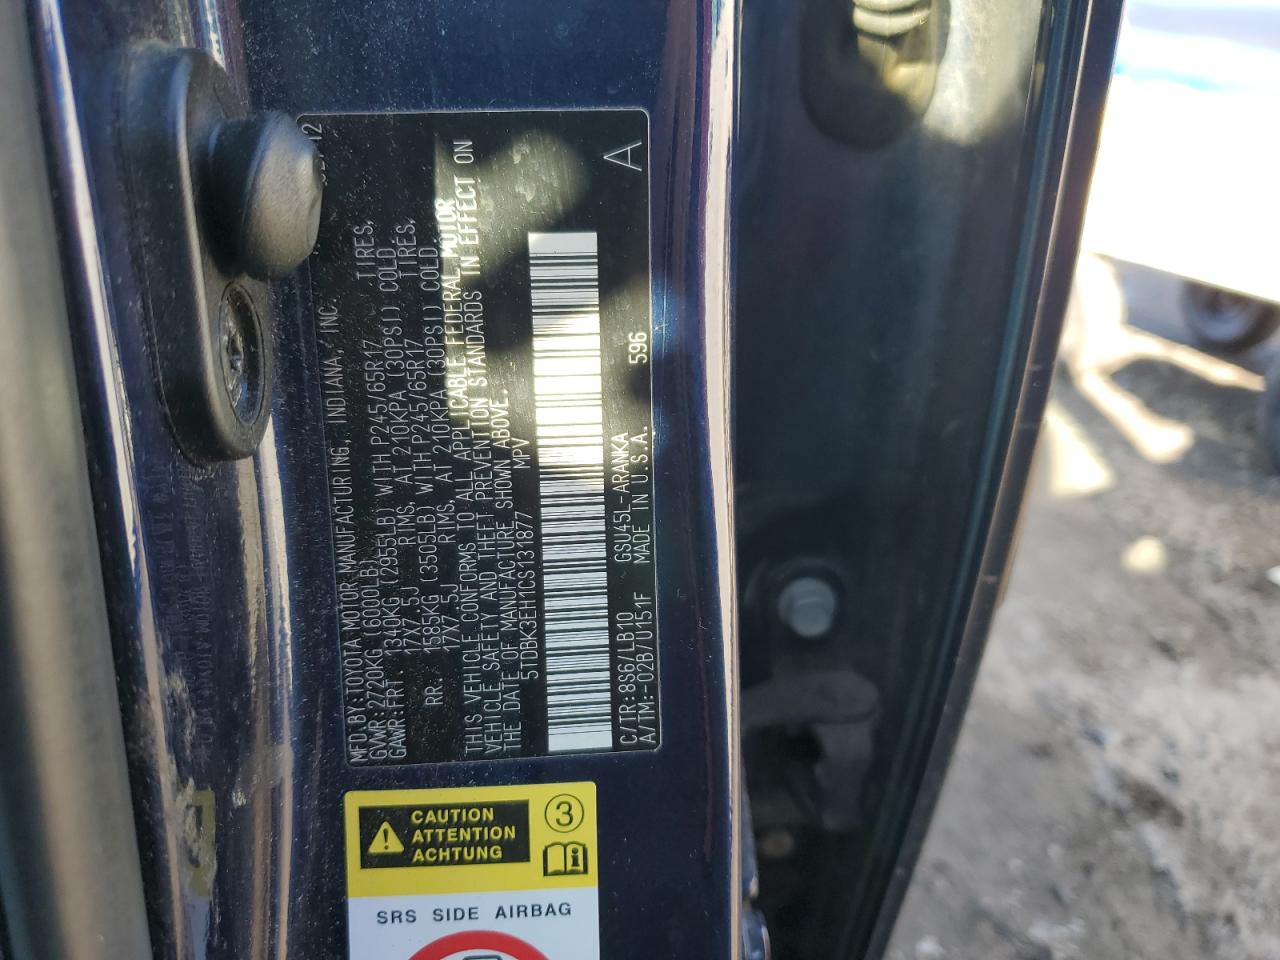 MFD. BY: TOYOTA MOTOR MANUFACTURING, INDIANA, INC. 12
GVWR: 2720KG (6000LB)
GAWR: FRT. 1340KG (2955LB) WITH P245/65R17 TIRES,
17X7.5J RIMS, AT 210KPA (30PSI) COLD.
RR. 1585KG (3505LB) WITH P245/65R17 TIRES,
17X7.5J RIMS, AT 210KPA (30PSI) COLD.
THIS VEHICLE CONFORMS TO ALL APPLICABLE FEDERAL MOTOR
VEHICLE SAFETY AND THEFT PREVENTION STANDARDS IN EFFECT ON
THE DATE OF MANUFACTURE SHOWN ABOVE.
5TDBK3EH1CS131877 MPV
A
C/TR: 8S6/LB10 GSU45L-ARANKA
A/TM: -02B/U151F MADE IN U.S.A. 596
CAUTION
ATTENTION
ACHTUNG
3
SRS SIDE AIRBAG